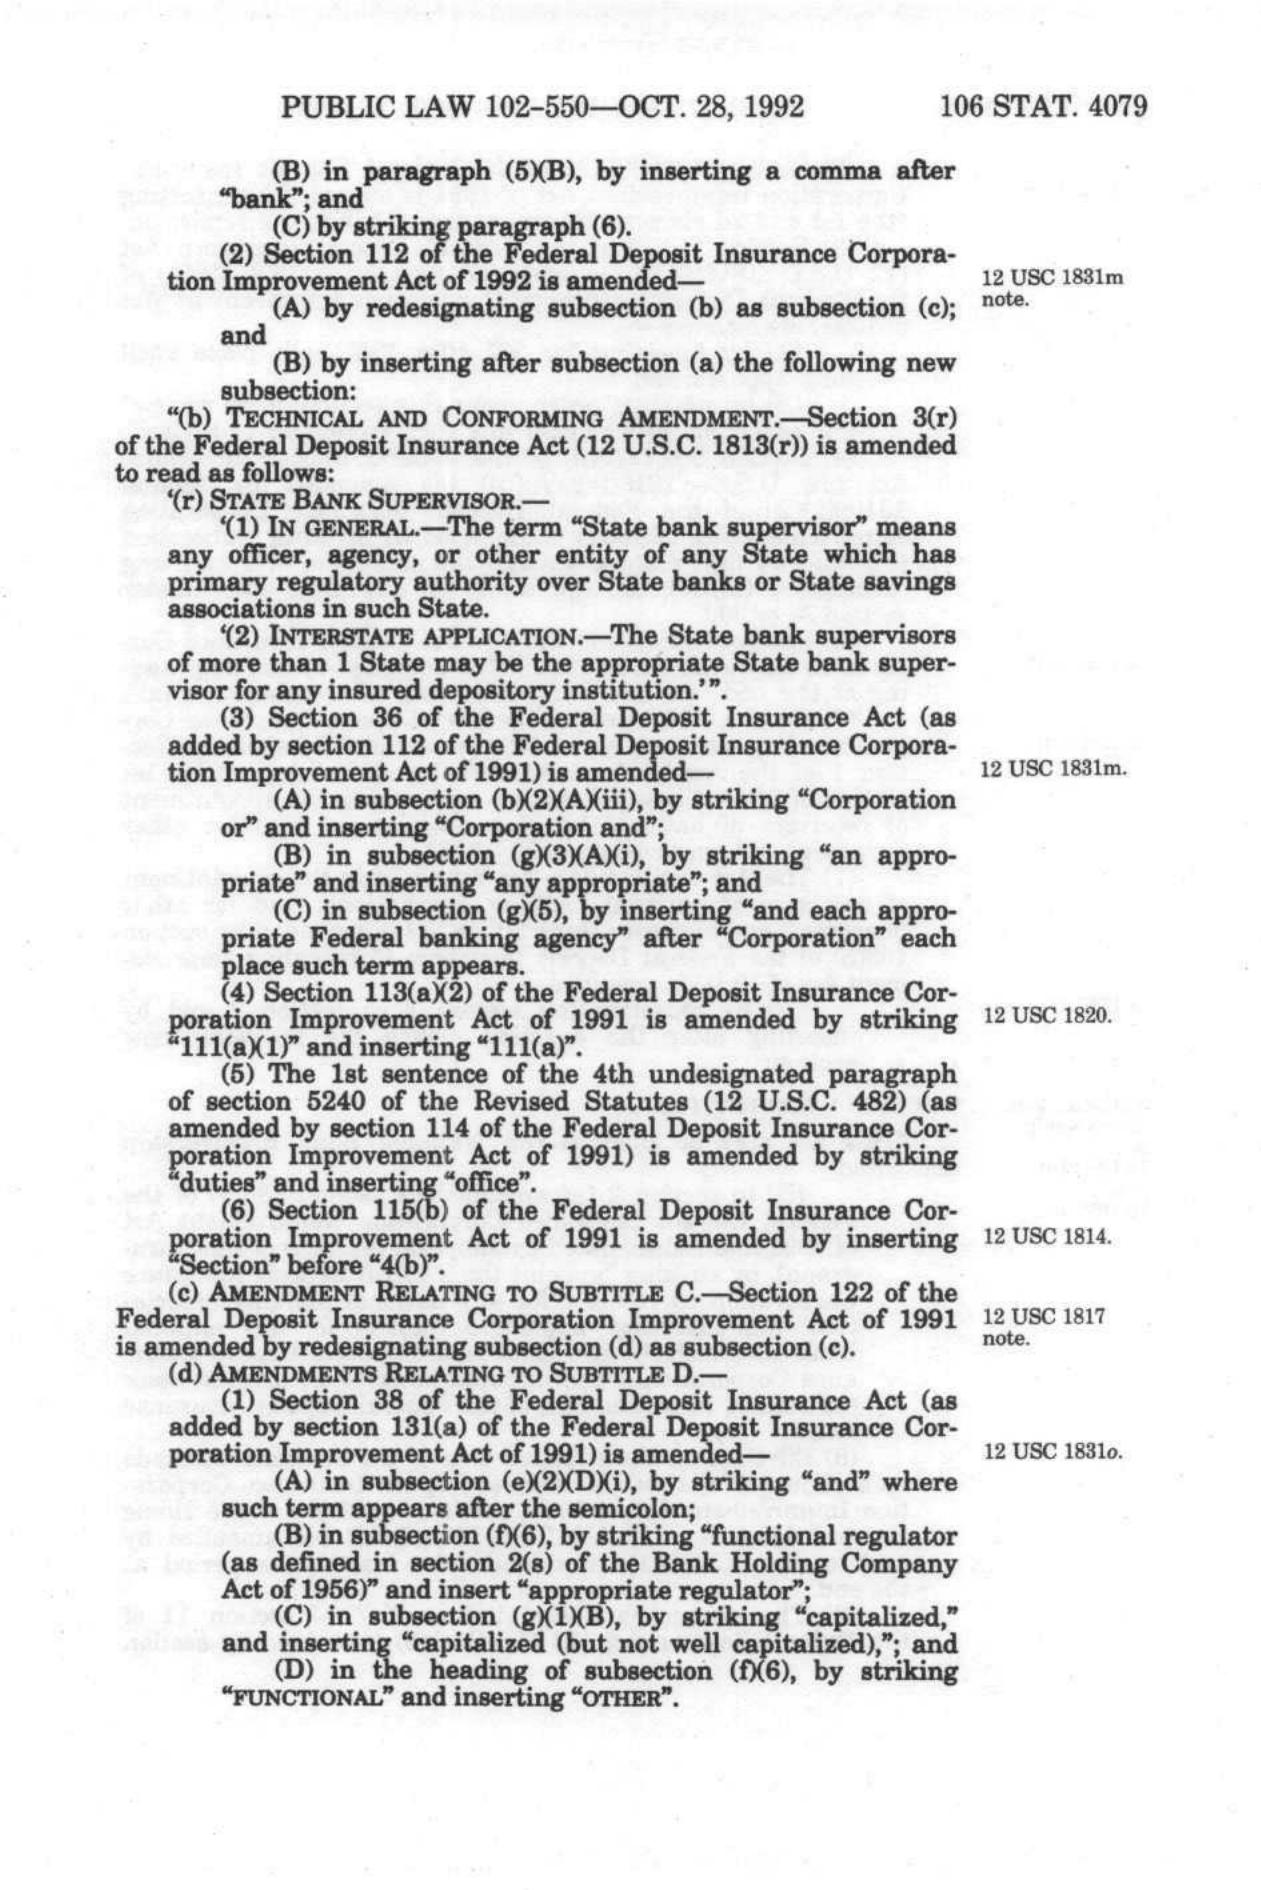 PUBLIC LAW 102–550—OCT. 28, 1992 106 STAT. 4079
(B) in paragraph (5)(B), by inserting a comma after
“bank”; and
(C) by striking paragraph (6).
(2) Section 112 of the Federal Deposit Insurance Corpora-
tion Improvement Act of 1992 is amended— 12 USC 1831m
note.
(A) by redesignating subsection (b) as subsection (c);
and
(B) by inserting after subsection (a) the following new
subsection:
“(b) TECHNICAL AND CONFORMING AMENDMENT.—Section 3(r)
of the Federal Deposit Insurance Act (12 U.S.C. 1813(r)) is amended
to read as follows:
‘(r) STATE BANK SUPERVISOR.—
‘(1) IN GENERAL.—The term “State bank supervisor” means
any officer, agency, or other entity of any State which has
primary regulatory authority over State banks or State savings
associations in such State.
‘(2) INTERSTATE APPLICATION.—The State bank supervisors
of more than 1 State may be the appropriate State bank super-
visor for any insured depository institution.’”.
(3) Section 36 of the Federal Deposit Insurance Act (as
added by section 112 of the Federal Deposit Insurance Corpora-
tion Improvement Act of 1991) is amended— 12 USC 1831m.
(A) in subsection (b)(2)(A)(iii), by striking “Corporation
or” and inserting “Corporation and”;
(B) in subsection (g)(3)(A)(i), by striking “an appro-
priate” and inserting “any appropriate”; and
(C) in subsection (g)(5), by inserting “and each appro-
priate Federal banking agency” after “Corporation” each
place such term appears.
(4) Section 113(a)(2) of the Federal Deposit Insurance Cor-
poration Improvement Act of 1991 is amended by striking 12 USC 1820.
“111(a)(1)” and inserting “111(a)”.
(5) The 1st sentence of the 4th undesignated paragraph
of section 5240 of the Revised Statutes (12 U.S.C. 482) (as
amended by section 114 of the Federal Deposit Insurance Cor-
poration Improvement Act of 1991) is amended by striking
“duties” and inserting “office”.
(6) Section 115(b) of the Federal Deposit Insurance Cor-
poration Improvement Act of 1991 is amended by inserting 12 USC 1814.
“Section” before “4(b)”.
(c) AMENDMENT RELATING TO SUBTITLE C.—Section 122 of the
Federal Deposit Insurance Corporation Improvement Act of 1991 12 USC 1817
is amended by redesignating subsection (d) as subsection (c). note.
(d) AMENDMENTS RELATING TO SUBTITLE D.—
(1) Section 38 of the Federal Deposit Insurance Act (as
added by section 131(a) of the Federal Deposit Insurance Cor-
poration Improvement Act of 1991) is amended— 12 USC 1831o.
(A) in subsection (e)(2)(D)(i), by striking “and” where
such term appears after the semicolon;
(B) in subsection (f)(6), by striking “functional regulator
(as defined in section 2(s) of the Bank Holding Company
Act of 1956)” and insert “appropriate regulator”;
(C) in subsection (g)(1)(B), by striking “capitalized,”
and inserting “capitalized (but not well capitalized),”; and
(D) in the heading of subsection (f)(6), by striking
“FUNCTIONAL” and inserting “OTHER”.